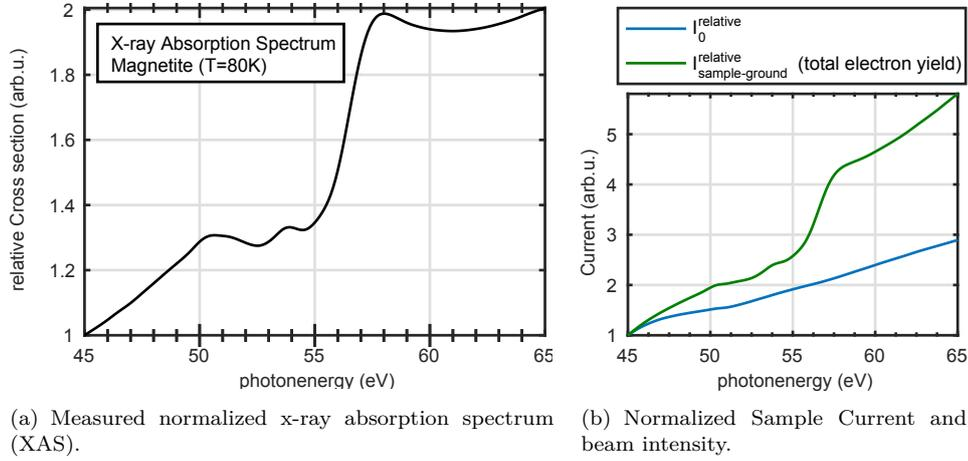 X-ray Absorption Spectrum
Magnetite (T=80K)
relative Cross section (arb.u.)
2
1.8
1.6
1.4
1.2
1
45 50 55 60 65
photonenergy (eV)
(a) Measured normalized x-ray absorption spectrum
(XAS).
I0relative
Isample-groundrelative (total electron yield)
Current (arb.u.)
5
4
3
2
1
45 50 55 60 65
photonenergy (eV)
(b) Normalized Sample Current and
beam intensity.